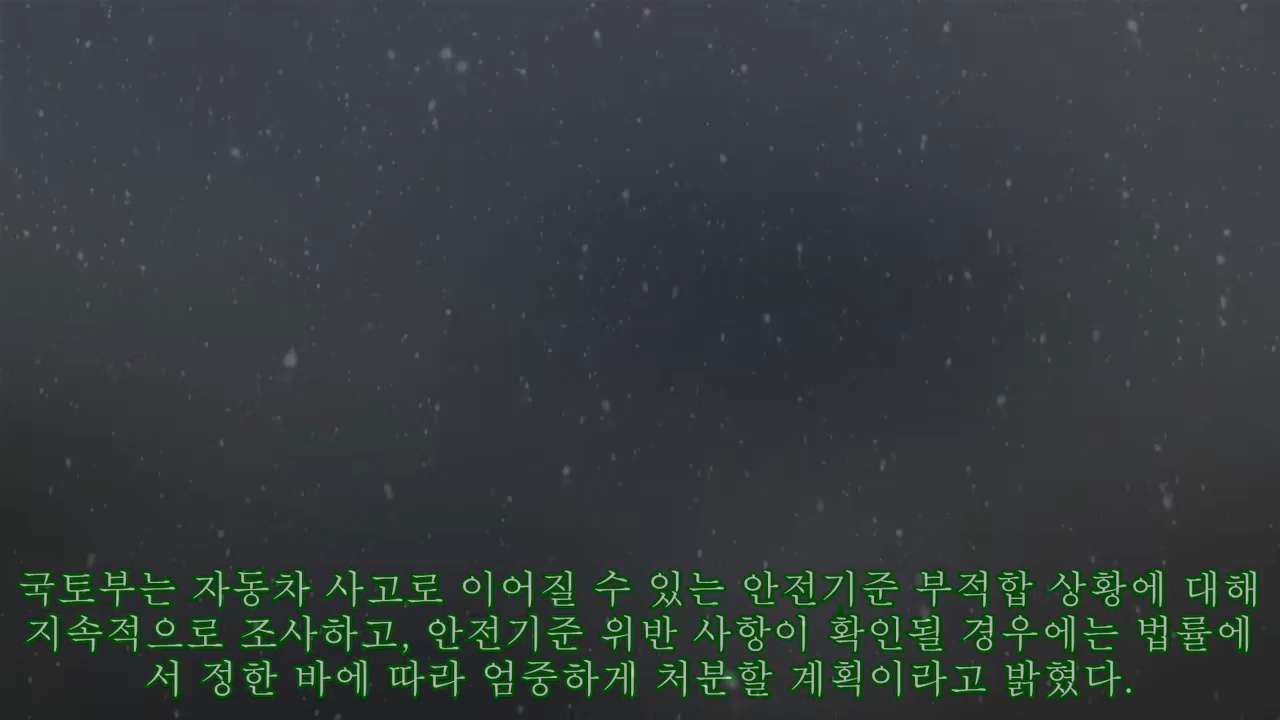 국토부는 자동차 사고로 이어질 수 있는 안전기준 부적합 상황에 대해
지속적으로 조사하고, 안전기준 위반 사항이 확인될 경우에는 법률에
서 정한 바에 따라 엄중하게 처분할 계획이라고 밝혔다.